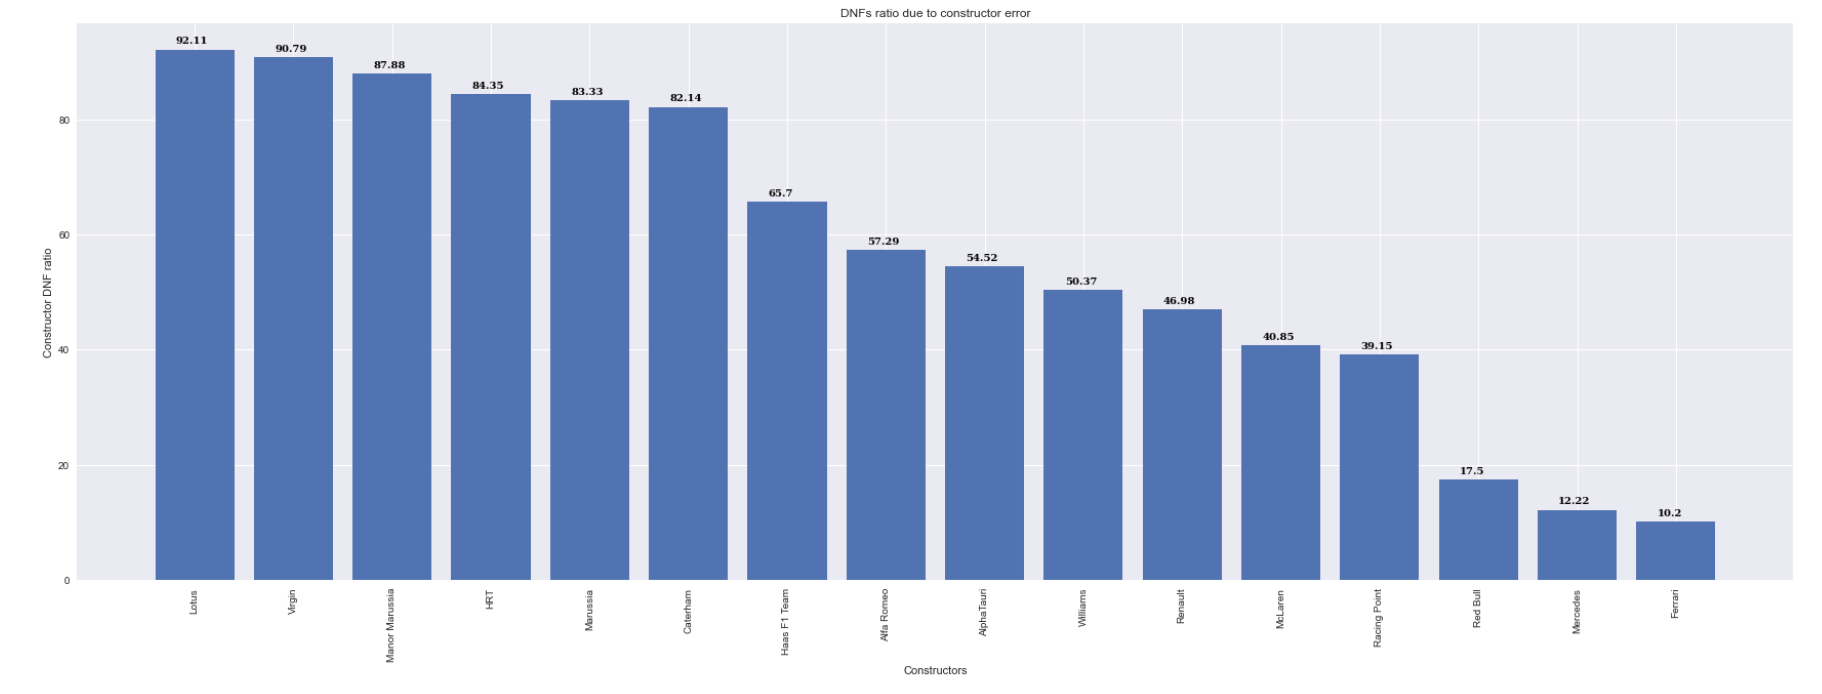 DNFs ratio due to constructor error
Constructor DNF ratio
80
60
40
20
0
92.11
90.79
87.88
84.35
83.33
82.14
65.7
57.29
54.52
50.37
46.98
40.85
39.15
17.5
12.22
10.2
Lotus
Virgin
Manor Marussia
HRT
Marussia
Caterham
Haas F1 Team
Alfa Romeo
AlphaTauri
Williams
Renault
McLaren
Racing Point
Red Bull
Mercedes
Ferrari
Constructors